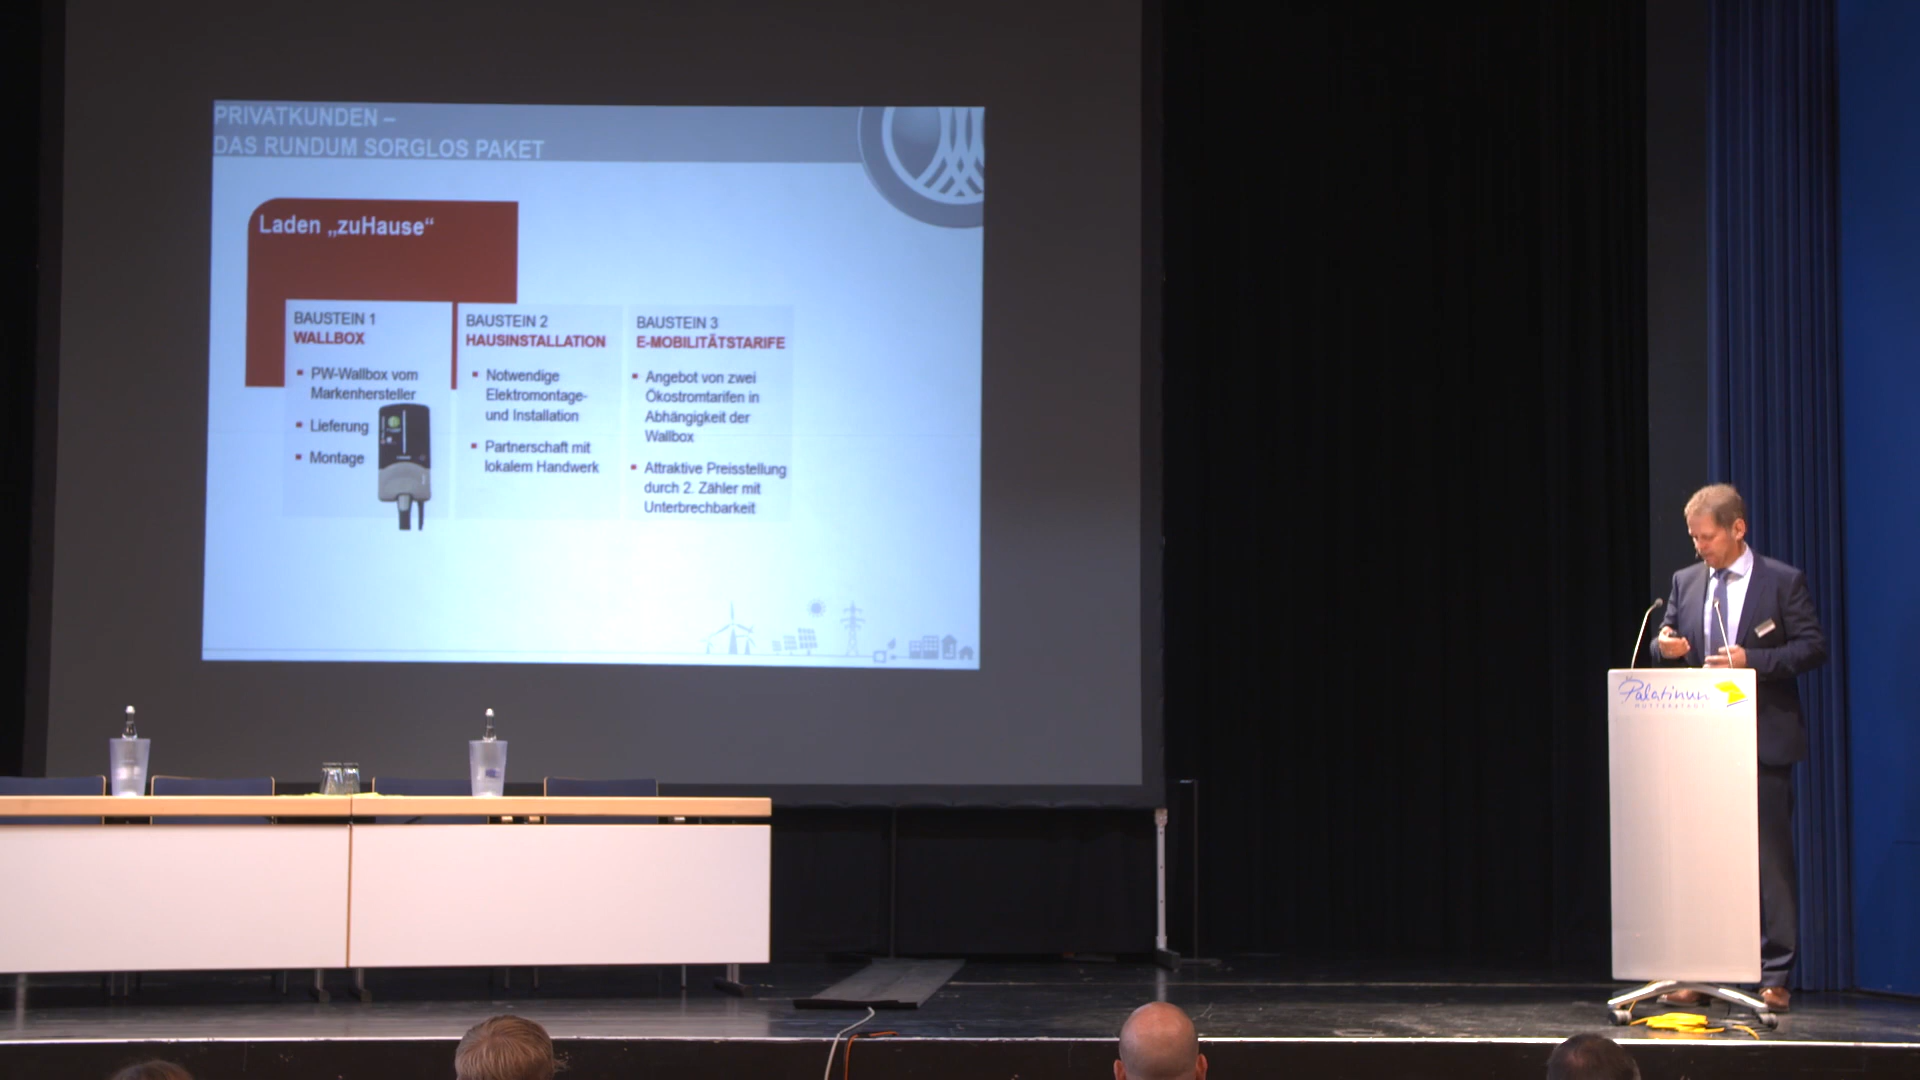 PRIVATKUNDEN –
DAS RUNDUM SORGLOS PAKET
Laden „zuHause“
BAUSTEIN 1
WALLBOX
PW-Wallbox vom
Markenhersteller
Lieferung
Montage
BAUSTEIN 2
HAUSINSTALLATION
Notwendige
Elektromontage-
und Installation
Partnerschaft mit
lokalem Handwerk
BAUSTEIN 3
E-MOBILITÄTSTARIFE
Angebot von zwei
Ökostromtarifen in
Abhängigkeit der
Wallbox
Attraktive Preisstellung
durch 2. Zähler mit
Unterbrechbarkeit
Palatinum
MUTTERSTADT